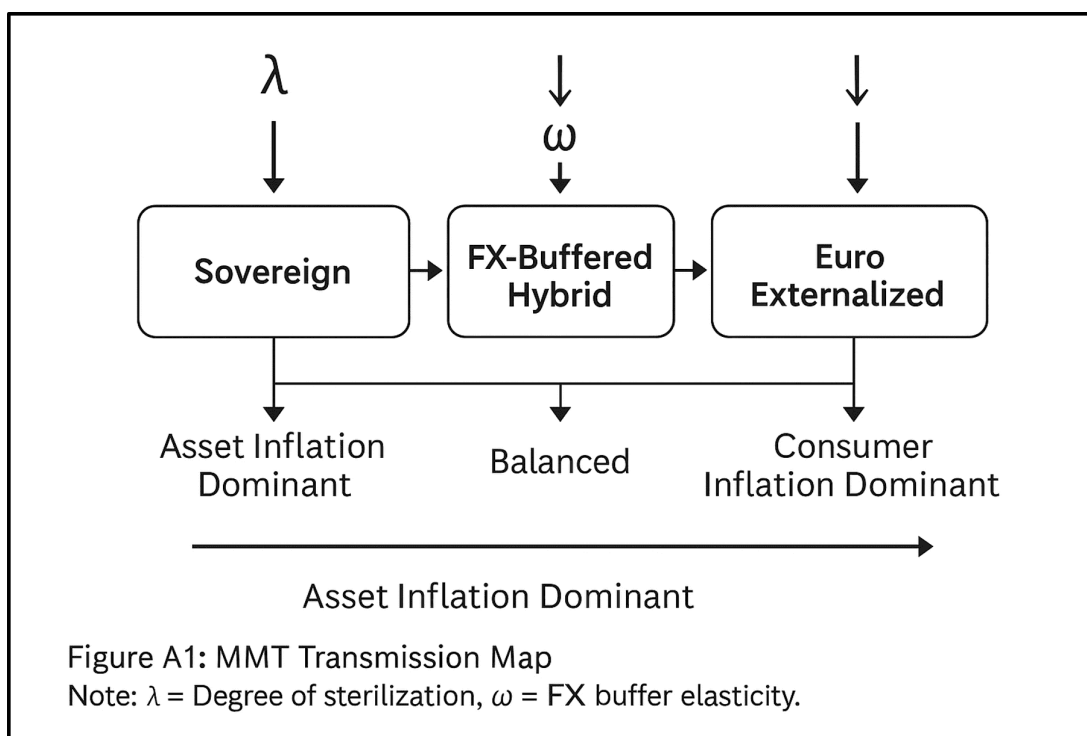 λ
ω
Sovereign
FX-Buffered
Hybrid
Euro
Externalized
Asset Inflation
Dominant
Balanced
Consumer
Inflation Dominant
Asset Inflation Dominant
Figure A1: MMT Transmission Map
Note: λ = Degree of sterilization, ω = FX buffer elasticity.